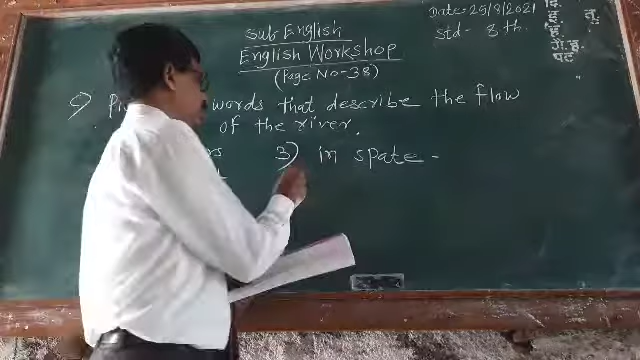 Sub English
English Workshop
(Page No-38)
Date: 25/8/2021
Std- 8 th
words that describe the flow
of the river.
3) in spate -